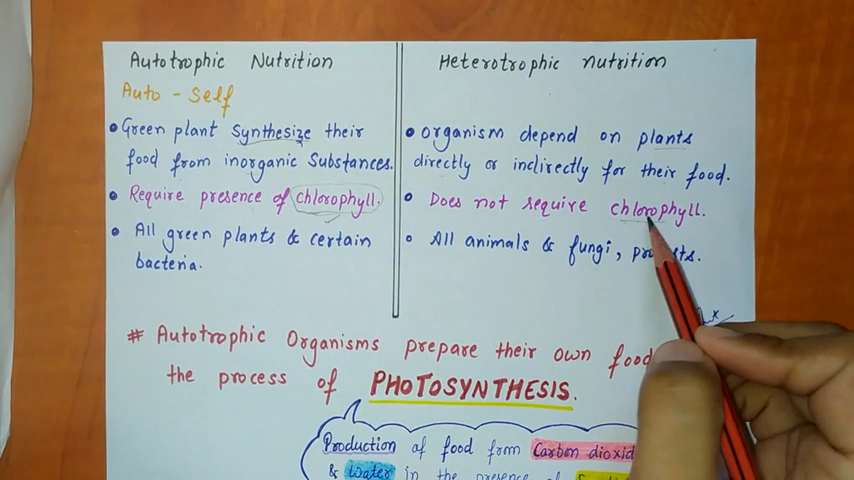 Autotrophic Nutrition
Auto - Self
Green plant Synthesize their
food from inorganic Substances.
Require presence of chlorophyll.
All green plants & certain
bacteria.
Heterotrophic nutrition
Organism depend on plants
directly or indirectly for their food.
Does not require chlorophyll.
All animals & fungi,
# Autotrophic Organisms prepare their own food
the process of PHOTOSYNTHESIS.
Production of food from Carbon
& Water in the presence of